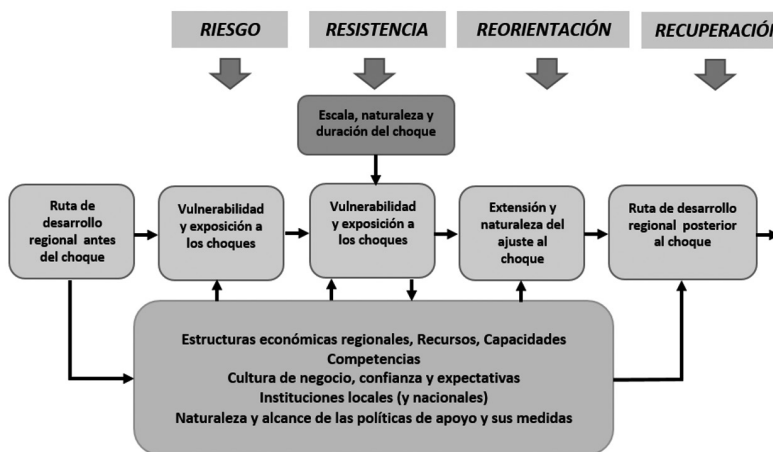 RIESGO
RESISTENCIA
REORIENTACIÓN
RECUPERACIÓN
Escala, naturaleza y
duración del choque
Ruta de
desarrollo
regional antes
del choque
Vulnerabilidad
y exposición a
los choques
Vulnerabilidad
y exposición a
los choques
Extensión y
naturaleza del
ajuste al
choque
Ruta de desarrollo
regional posterior
al choque
Estructuras económicas regionales, Recursos, Capacidades
Competencias
Cultura de negocio, confianza y expectativas
Instituciones locales (y nacionales)
Naturaleza y alcance de las políticas de apoyo y sus medidas